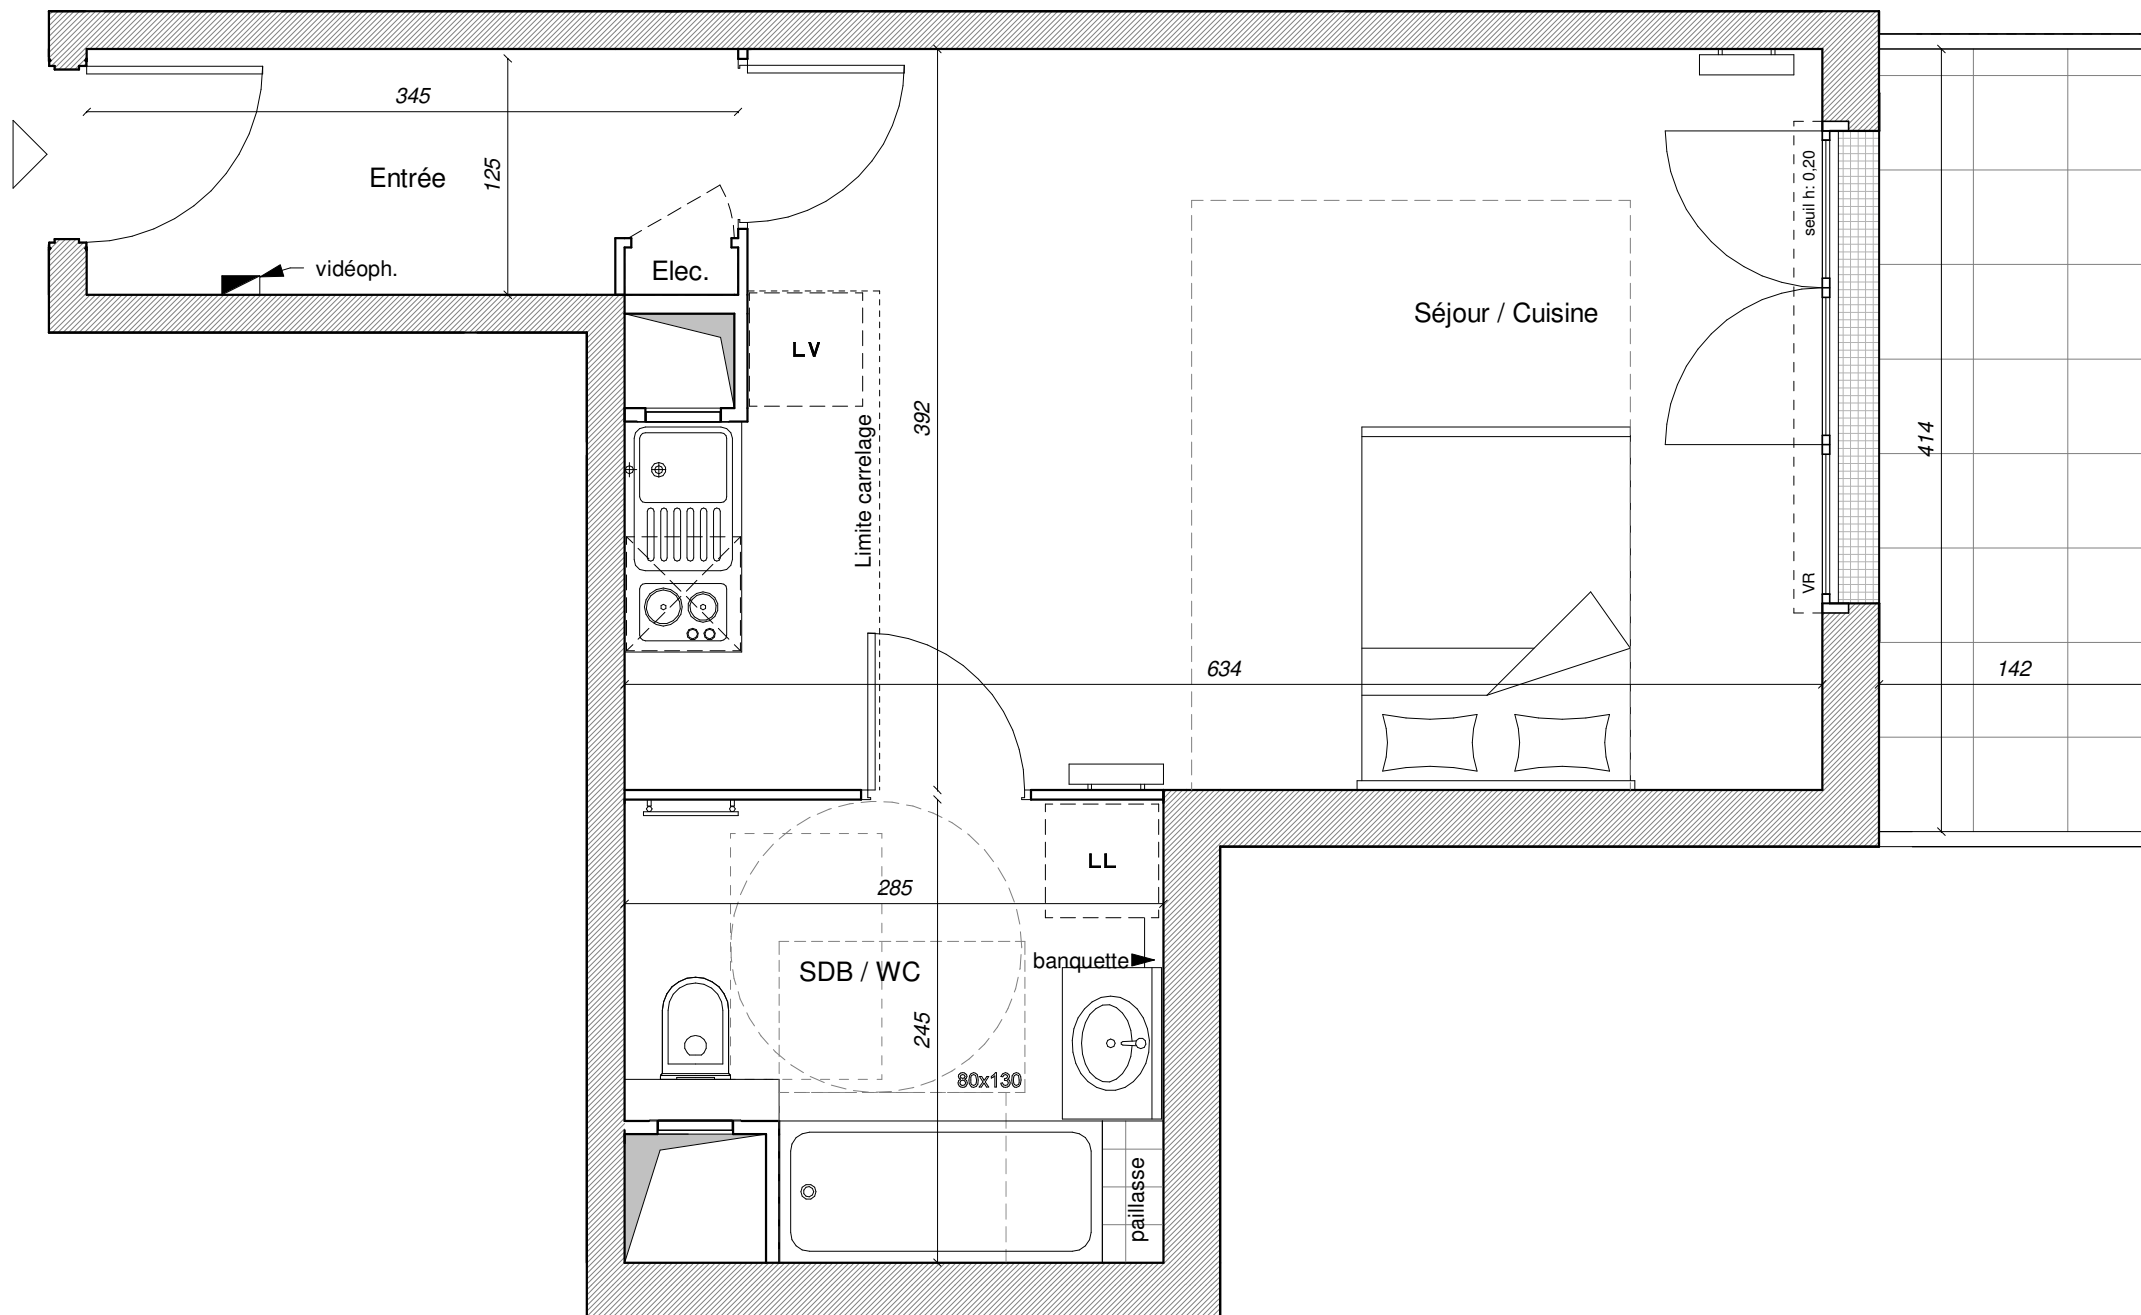 345
Entrée
125
vidéoph.
Elec.
LV
Limite carrelage
392
Séjour / Cuisine
seuil h: 0,20
VR
414
634
142
LL
285
banquette
SDB / WC
245
80x130
paillasse